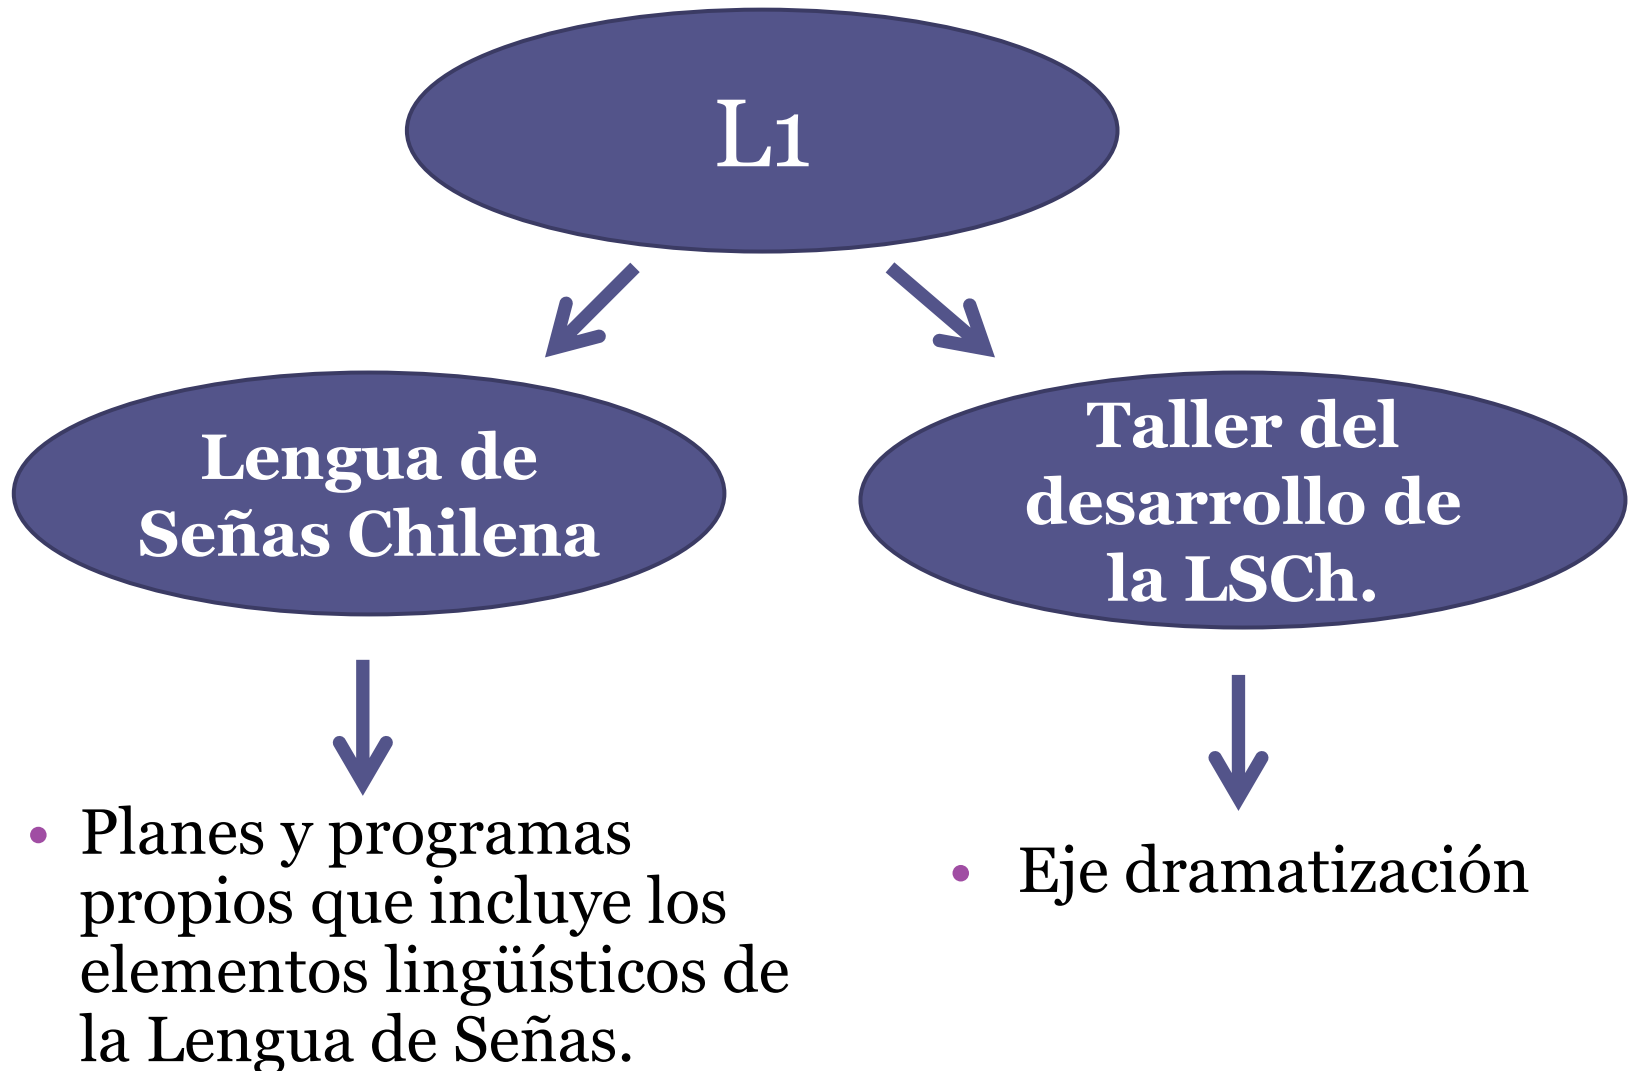 L1
Lengua de
Señas Chilena
Taller del
desarrollo de
la LSCh.
• Planes y programas
propios que incluye los
elementos lingüísticos de
la Lengua de Señas.
• Eje dramatización